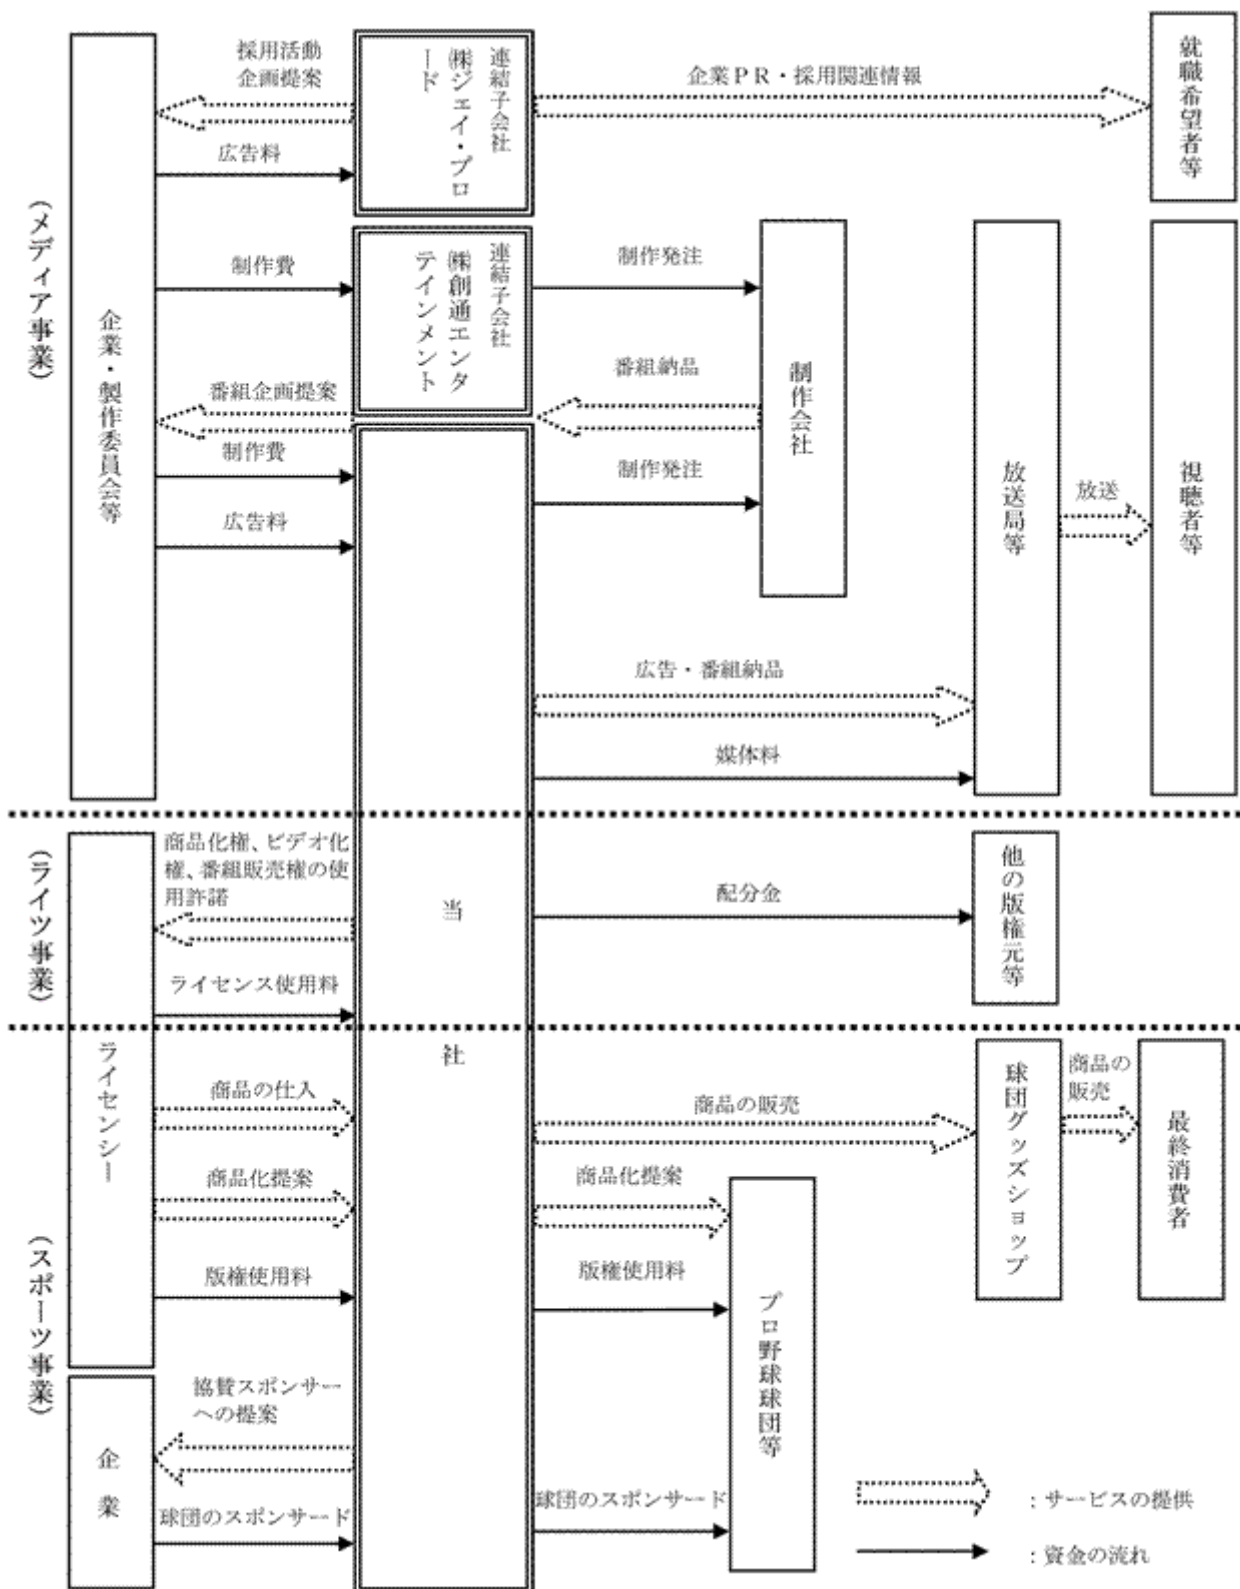 (メディア事業)
企業・製作委員会等
採用活動
企画提案
広告料
連結子会社
㈱ジェイ・プロ
ード
企業PR・採用関連情報
就職希望者等
制作費
連結子会社
㈱創通エンタ
テインメント
制作発注
番組納品
番組企画提案
制作費
制作発注
広告料
制作会社
放送局等
放送
視聴者等
広告・番組納品
媒体料
(ライツ事業)
商品化権、ビデオ化
権、番組販売権の使
用許諾
ライセンス使用料
当社
配分金
他の版権元等
(スポーツ事業)
ライセンシー
商品の仕入
商品の販売
球団グッズショップ
商品の
販売
最終消費者
商品化提案
商品化提案
版権使用料
版権使用料
プロ野球球団等
企業
協賛スポンサー
への提案
球団のスポンサード
球団のスポンサード
:サービスの提供
:資金の流れ